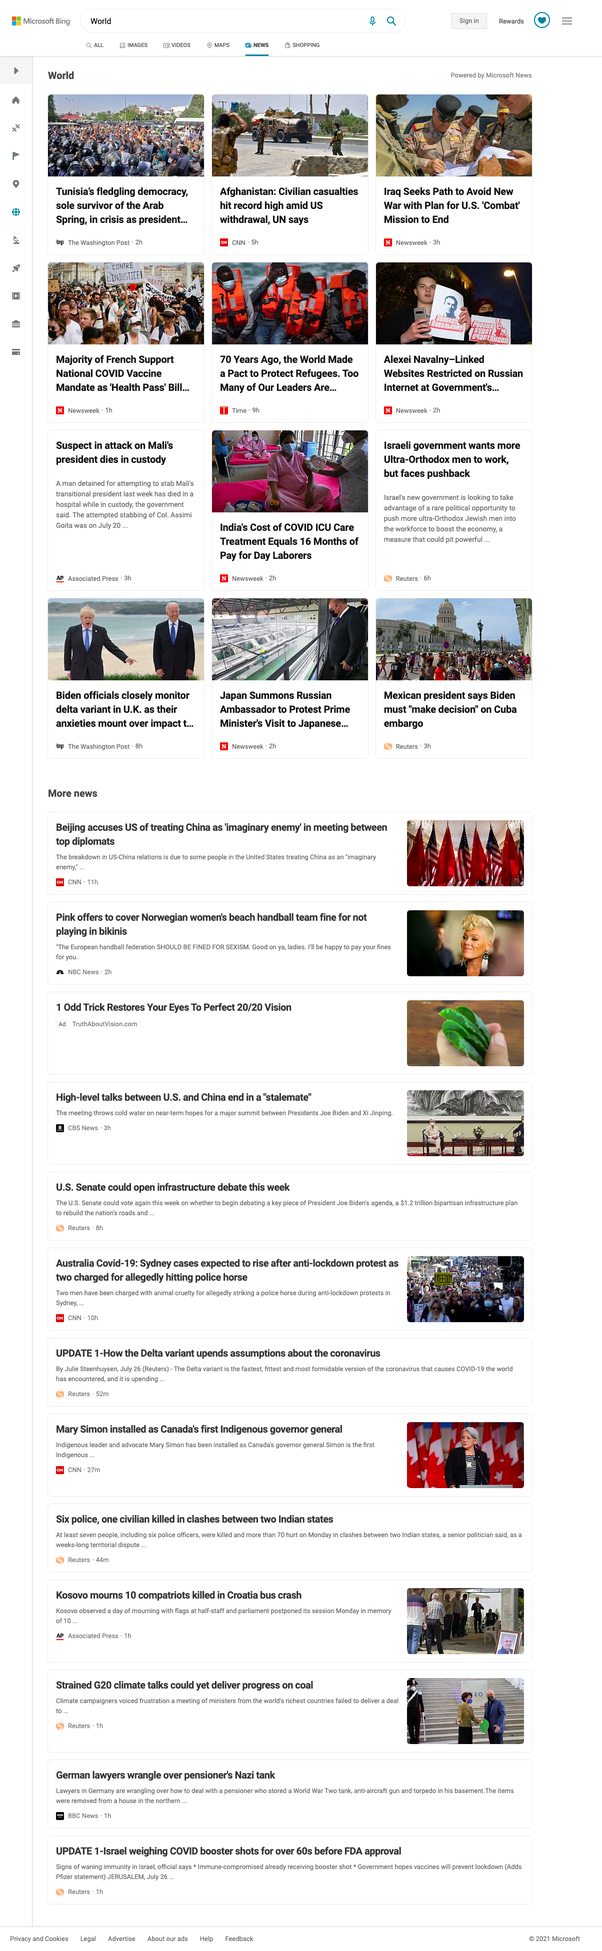 Microsoft Bing
World
Sign in
Rewards
ALL
IMAGES
VIDEOS
MAPS
NEWS
SHOPPING
World
Powered by Microsoft News
Tunisia's fledgling democracy,
sole survivor of the Arab
Spring, in crisis as president...
The Washington Post · 2h
Afghanistan: Civilian casualties
hit record high amid US
withdrawal, UN says
CNN · 5h
Iraq Seeks Path to Avoid New
War with Plan for U.S. 'Combat'
Mission to End
Newsweek · 3h
CONTRE
L'INJUSTICE
Majority of French Support
National COVID Vaccine
Mandate as 'Health Pass' Bill...
Newsweek · 1h
70 Years Ago, the World Made
a Pact to Protect Refugees. Too
Many of Our Leaders Are...
Time · 9h
Alexei Navalny–Linked
Websites Restricted on Russian
Internet at Government's...
Newsweek · 2h
Suspect in attack on Mali's
president dies in custody
A man detained for attempting to stab Mali's
transitional president last week has died in a
hospital while in custody, the government
said. The attempted stabbing of Col. Assimi
Goita was on July 20 ...
Associated Press · 3h
India's Cost of COVID ICU Care
Treatment Equals 16 Months of
Pay for Day Laborers
Newsweek · 2h
Israeli government wants more
Ultra-Orthodox men to work,
but faces pushback
Israel's new government is looking to take
advantage of a rare political opportunity to
push more ultra-Orthodox Jewish men into
the workforce to boost the economy, a
measure that could pit powerful ...
Reuters · 6h
Biden officials closely monitor
delta variant in U.K. as their
anxieties mount over impact t...
The Washington Post · 8h
Japan Summons Russian
Ambassador to Protest Prime
Minister's Visit to Japanese...
Newsweek · 2h
Mexican president says Biden
must "make decision" on Cuba
embargo
Reuters · 3h
More news
Beijing accuses US of treating China as 'imaginary enemy' in meeting between
top diplomats
The breakdown in US-China relations is due to some people in the United States treating China as an "imaginary
enemy," ...
CNN · 11h
Pink offers to cover Norwegian women's beach handball team fine for not
playing in bikinis
"The European handball federation SHOULD BE FINED FOR SEXISM. Good on ya, ladies. I'll be happy to pay your fines
for you.
NBC News · 2h
1 Odd Trick Restores Your Eyes To Perfect 20/20 Vision
Ad TruthAboutVision.com
High-level talks between U.S. and China end in a "stalemate"
The meeting throws cold water on near-term hopes for a major summit between Presidents Joe Biden and Xi Jinping.
CBS News · 3h
U.S. Senate could open infrastructure debate this week
The U.S. Senate could vote again this week on whether to begin debating a key piece of President Joe Biden's agenda, a $1.2 trillion bipartisan infrastructure plan
to rebuild the nation's roads and ...
Reuters · 8h
Australia Covid-19: Sydney cases expected to rise after anti-lockdown protest as
two charged for allegedly hitting police horse
Two men have been charged with animal cruelty for allegedly striking a police horse during anti-lockdown protests in
Sydney, ...
CNN · 10h
UPDATE 1-How the Delta variant upends assumptions about the coronavirus
By Julie Steenhuysen, July 26 (Reuters) - The Delta variant is the fastest, fittest and most formidable version of the coronavirus that causes COVID-19 the world
has encountered, and it is upending ...
Reuters · 52m
Mary Simon installed as Canada's first Indigenous governor general
Indigenous leader and advocate Mary Simon has been installed as Canada's governor general.Simon is the first
Indigenous ...
CNN · 27m
Six police, one civilian killed in clashes between two Indian states
At least seven people, including six police officers, were killed and more than 70 hurt on Monday in clashes between two Indian states, a senior politician said, as a
weeks-long territorial dispute ...
Reuters · 44m
Kosovo mourns 10 compatriots killed in Croatia bus crash
Kosovo observed a day of mourning with flags at half-staff and parliament postponed its session Monday in memory
of 10 ...
Associated Press · 1h
Strained G20 climate talks could yet deliver progress on coal
Climate campaigners voiced frustration a meeting of ministers from the world's richest countries failed to deliver a deal
to ...
Reuters · 1h
German lawyers wrangle over pensioner's Nazi tank
Lawyers in Germany are wrangling over how to deal with a pensioner who stored a World War Two tank, anti-aircraft gun and torpedo in his basement.The items
were removed from a house in the northern ...
BBC News · 1h
UPDATE 1-Israel weighing COVID booster shots for over 60s before FDA approval
Signs of waning immunity in Israel, official says * Immune-compromised already receiving booster shot * Government hopes vaccines will prevent lockdown (Adds
Pfizer statement) JERUSALEM, July 26 ...
Reuters · 1h
Privacy and Cookies
Legal
Advertise
About our ads
Help
Feedback
© 2021 Microsoft